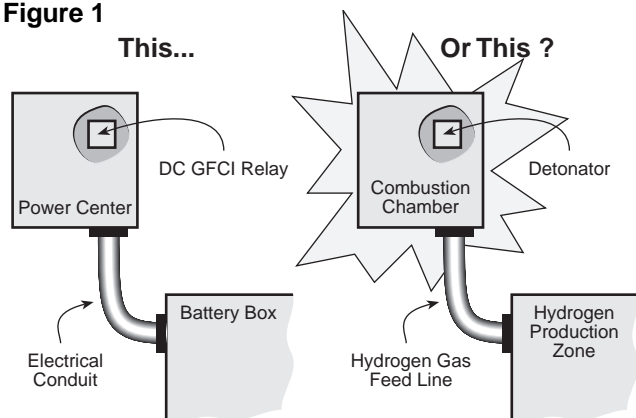 Figure 1
This...
Or This ?
DC GFCI Relay
Power Center
Battery Box
Electrical
Conduit
Detonator
Combustion
Chamber
Hydrogen
Production
Zone
Hydrogen Gas
Feed Line